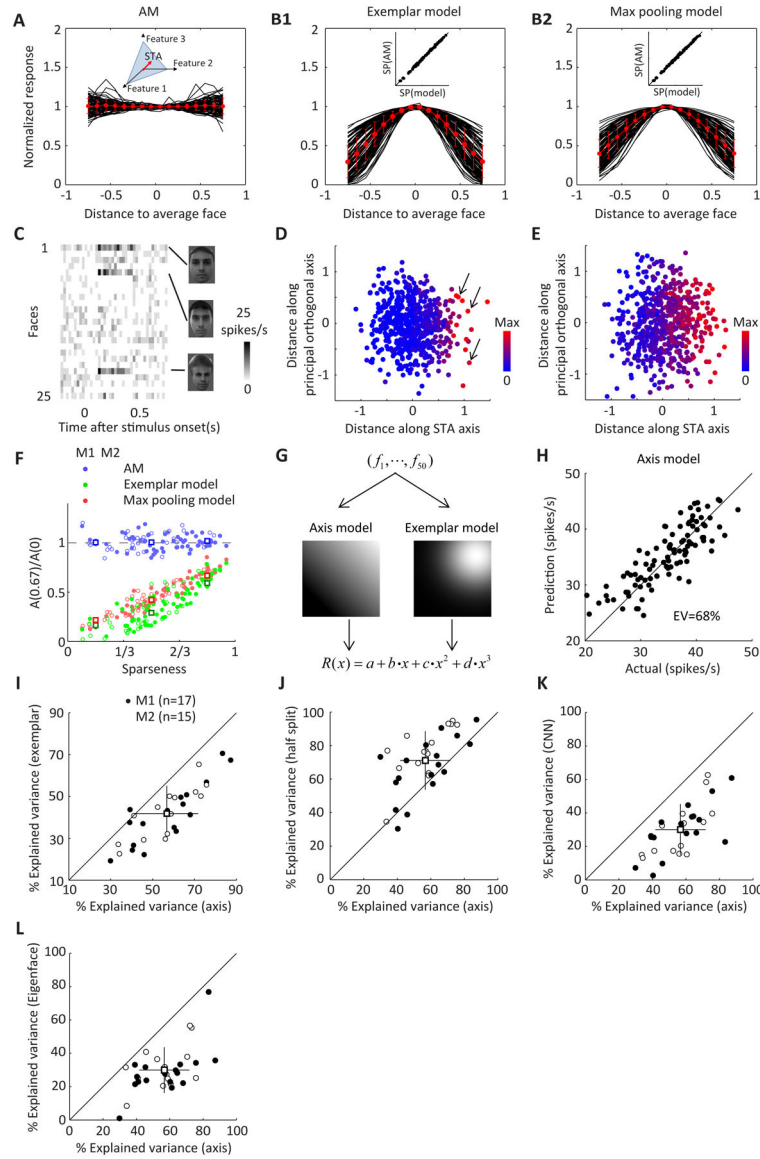 A
AM
Normalized response
2
1.5
1
0.5
0
-1 -0.5 0 0.5 1
Distance to average face
Feature 3
STA
Feature 2
Feature 1
B1
Exemplar model
SP(AM)
SP(model)
2
1.5
1
0.5
0
-1 -0.5 0 0.5 1
Distance to average face
B2
Max pooling model
SP(AM)
SP(model)
2
1.5
1
0.5
0
-1 -0.5 0 0.5 1
Distance to average face
C
1
Faces
25
0 0.5
Time after stimulus onset(s)
25
spikes/s
0
D
Distance along
principal orthogonal axis
1
0
-1
-1 0 1
Distance along STA axis
Max
0
E
Distance along
principal orthogonal axis
1
0
-1
-1 0 1
Distance along STA axis
Max
0
F
M1 M2
AM
Exemplar model
Max pooling model
A(0.67)/A(0)
1
0.5
0
0 1/3 2/3 1
Sparseness
G
(f₁,⋯,f₅₀)
Axis model
Exemplar model
R(x) = a + b·x + c·x² + d·x³
H
Axis model
Prediction (spikes/s)
50
40
30
20
20 25 30 35 40 45 50
EV=68%
Actual (spikes/s)
I
M1 (n=17)
M2 (n=15)
% Explained variance (exemplar)
90
70
50
30
10
10 30 50 70 90
% Explained variance (axis)
J
% Explained variance (half split)
100
80
60
40
20
0
0 20 40 60 80 100
% Explained variance (axis)
K
% Explained variance (CNN)
100
80
60
40
20
0
0 20 40 60 80 100
% Explained variance (axis)
L
% Explained variance (Eigenface)
100
80
60
40
20
0
0 20 40 60 80 100
% Explained variance (axis)